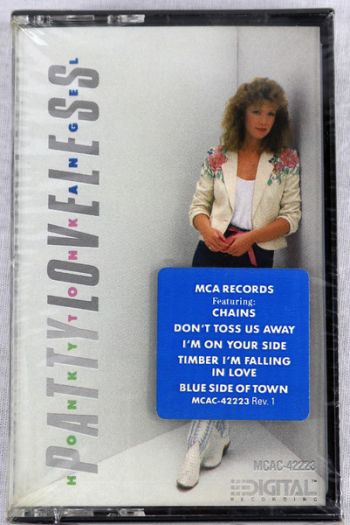 HONKY TONK ANGEL
PATTY LOVELESS
MCA RECORDS
Featuring:
CHAINS
DON'T TOSS US AWAY
I'M ON YOUR SIDE
TIMBER I'M FALLING
IN LOVE
BLUE SIDE OF TOWN
MCAC-42223 Rev. 1
MCAC-42223
DIGITAL
RECORDING